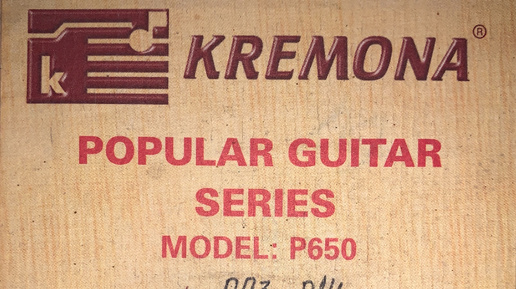 k
KREMONA®
POPULAR GUITAR
SERIES
MODEL: P650